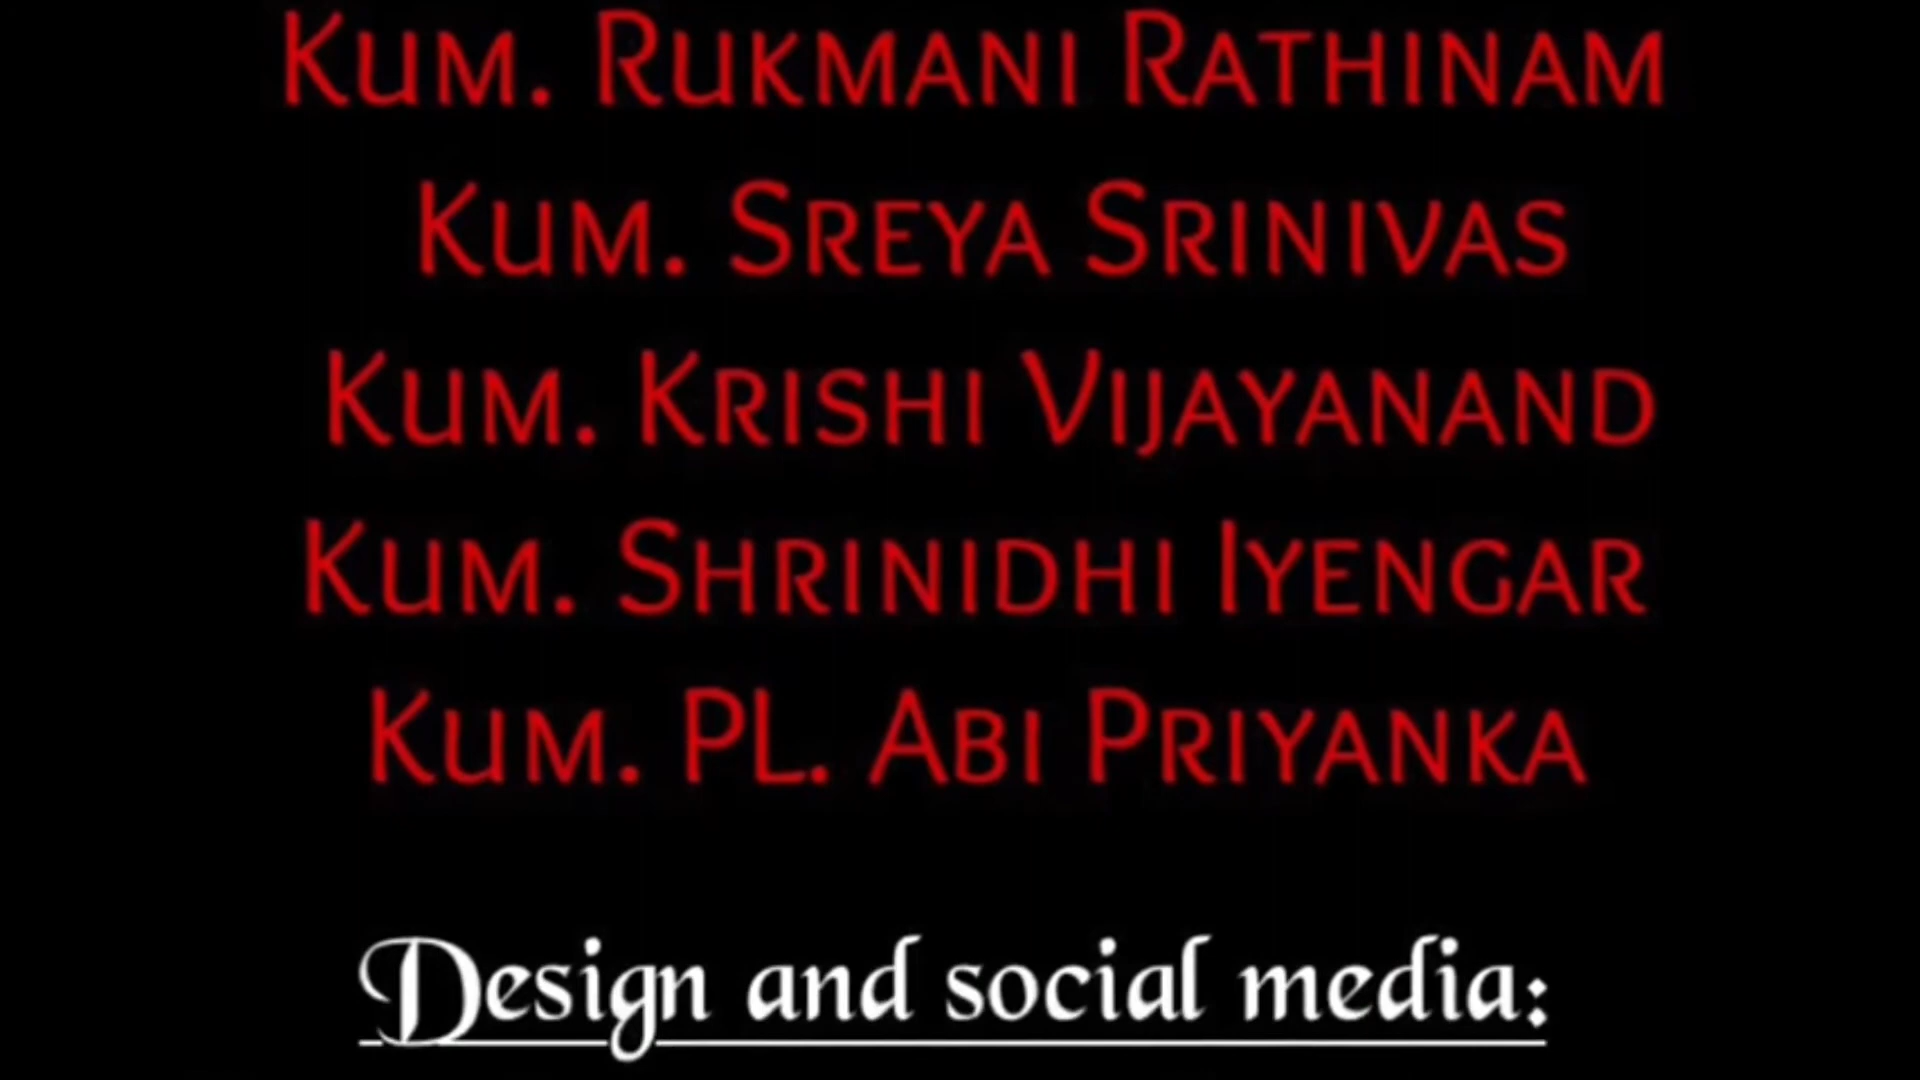 Kum. Rukmani Rathinam
Kum. Sreya Srinivas
Kum. Krishi Vijayanand
Kum. Shrinidhi Iyengar
Kum. PL. Abi Priyanka
Design and social media: